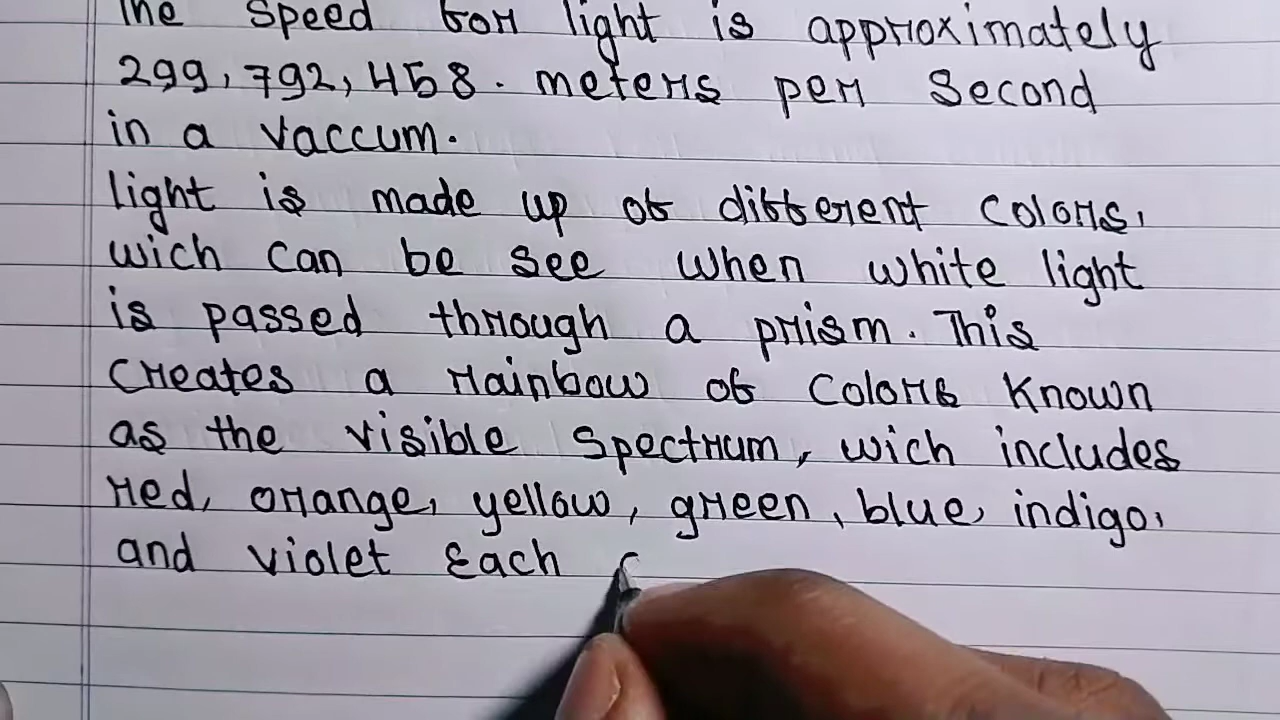 The Speed for light is approximately
299,792,458. meters per Second
in a vaccum.
light is made up of different Colors,
wich can be see when white light
is passed through a prism. This
Creates a rainbow of Colors Known
as the visible Spectrum, wich includes
red, orange, yellow, green, blue, indigo,
and violet Each